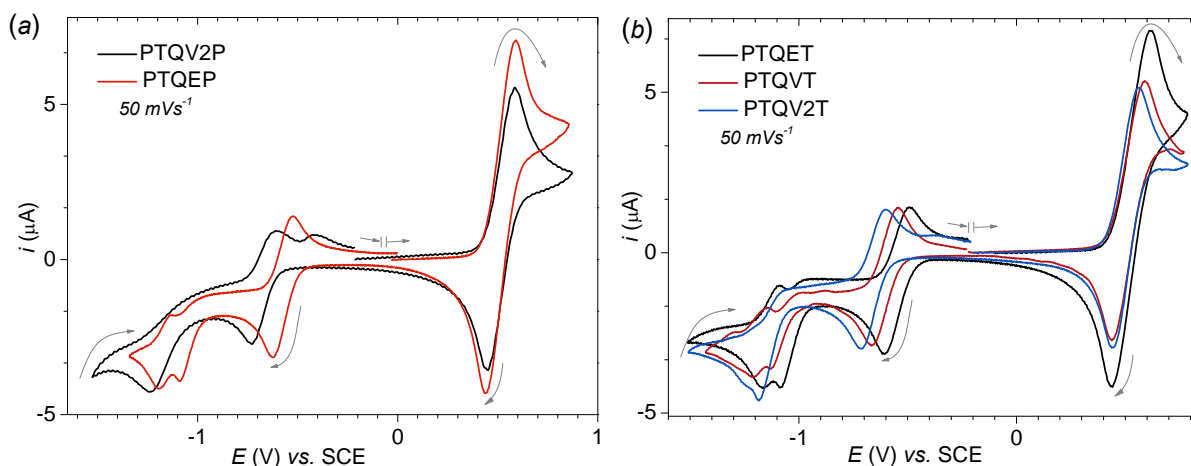 (a)
PTQV2P
PTQEP
50 mVs⁻¹
5
0
-5
i (μA)
-1
0
1
E (V) vs. SCE
(b)
PTQET
PTQVT
PTQV2T
50 mVs⁻¹
5
0
-5
i (μA)
-1
0
E (V) vs. SCE